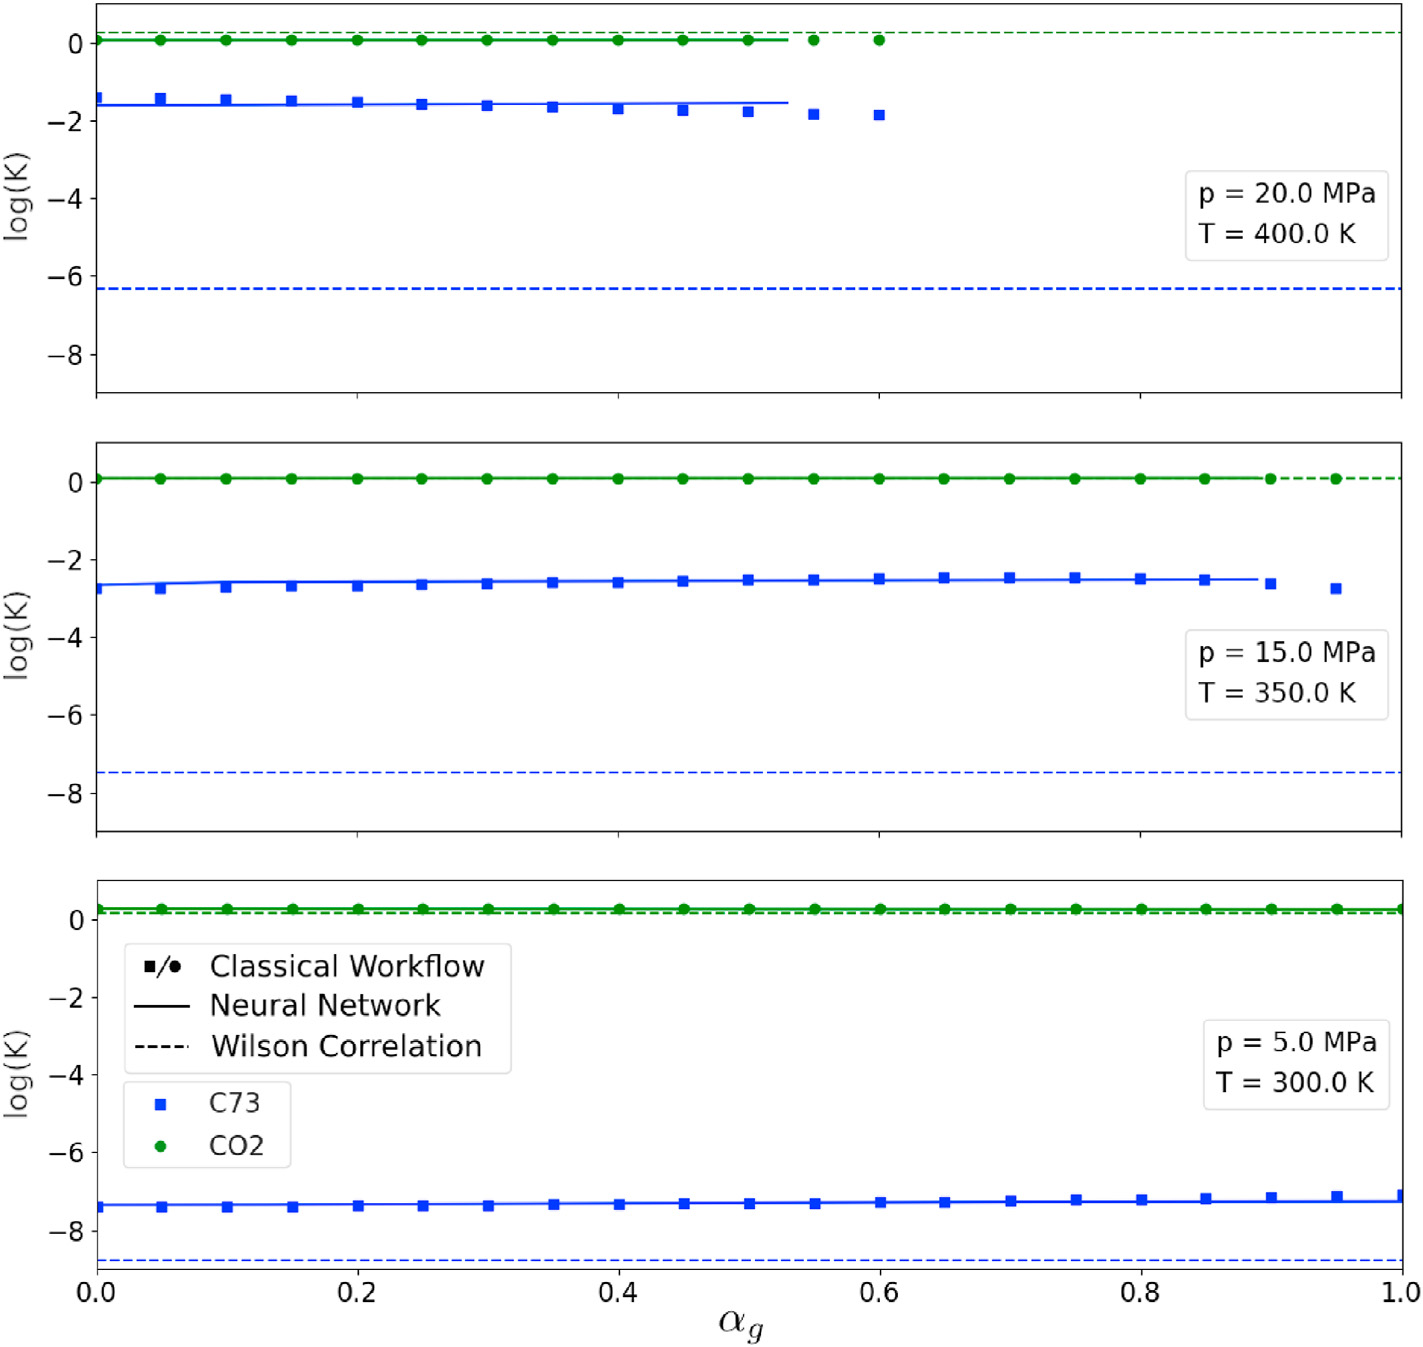 0
−2
−4
−6
−8
log(K)
p = 20.0 MPa
T = 400.0 K
0
−2
−4
−6
−8
log(K)
p = 15.0 MPa
T = 350.0 K
0
−2
−4
−6
−8
log(K)
■/● Classical Workflow
Neural Network
Wilson Correlation
C73
CO2
p = 5.0 MPa
T = 300.0 K
0.0 0.2 0.4 0.6 0.8 1.0
α_g